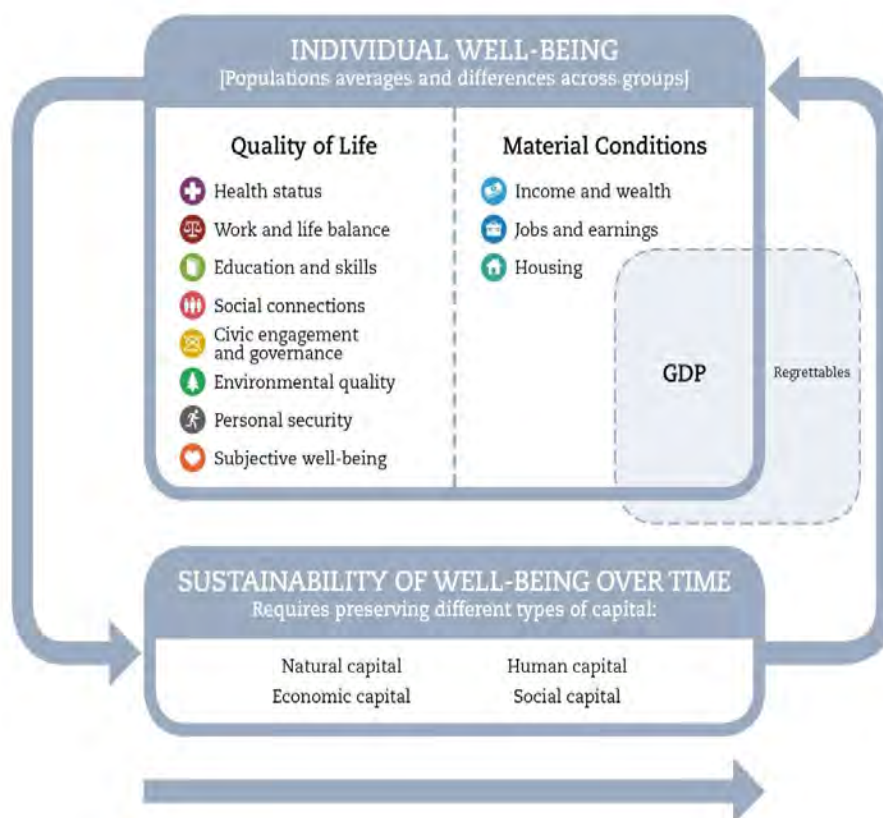 INDIVIDUAL WELL-BEING
[Populations averages and differences across groups]
Quality of Life
Health status
Work and life balance
Education and skills
Social connections
Civic engagement
and governance
Environmental quality
Personal security
Subjective well-being
Material Conditions
Income and wealth
Jobs and earnings
Housing
GDP
Regrettables
SUSTAINABILITY OF WELL-BEING OVER TIME
Requires preserving different types of capital:
Natural capital
Human capital
Economic capital
Social capital